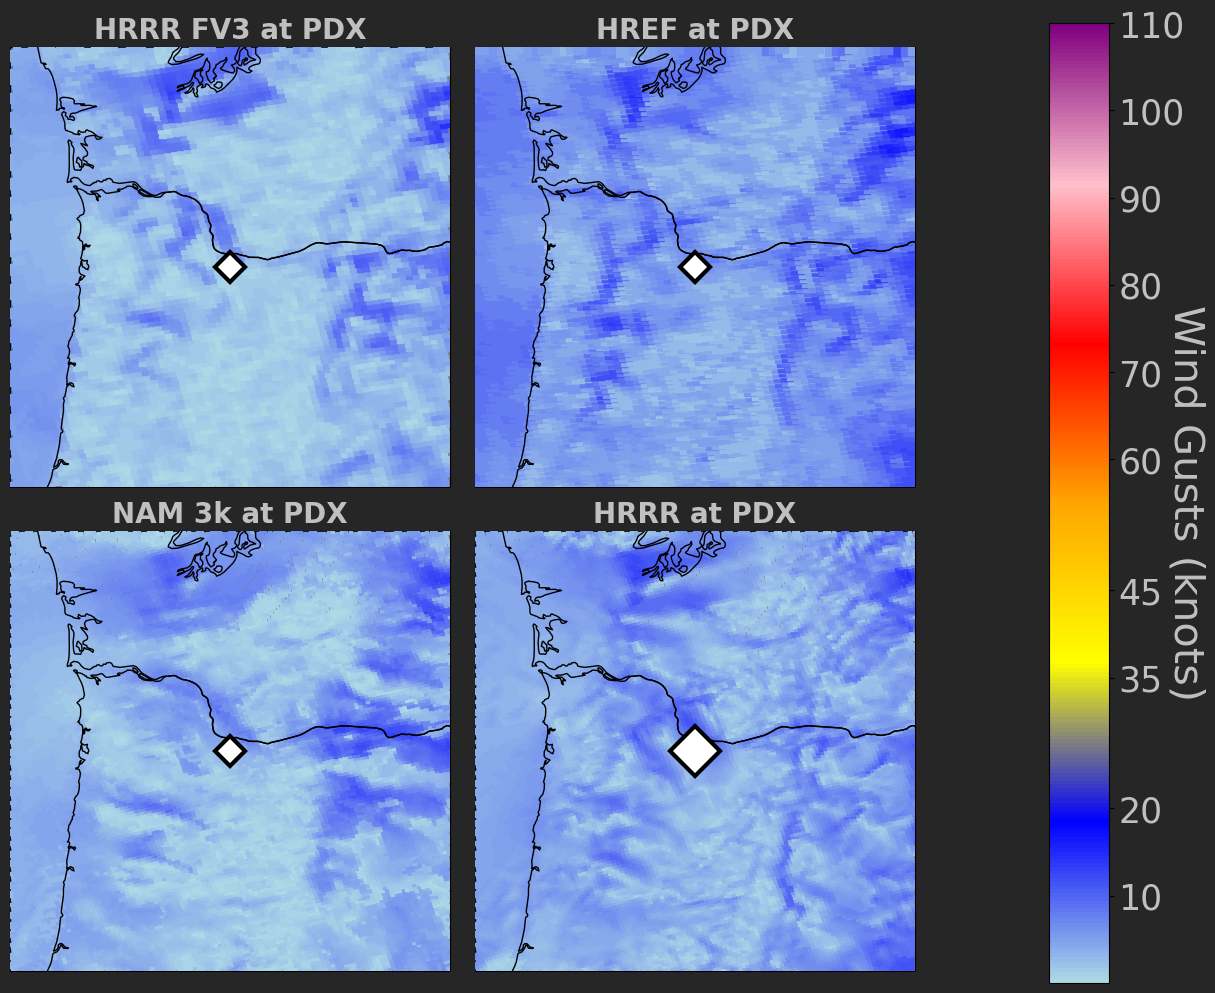 HRRR FV3 at PDX
HREF at PDX
NAM 3k at PDX
HRRR at PDX
110
100
90
80
70
60
45
35
20
10
Wind Gusts (knots)